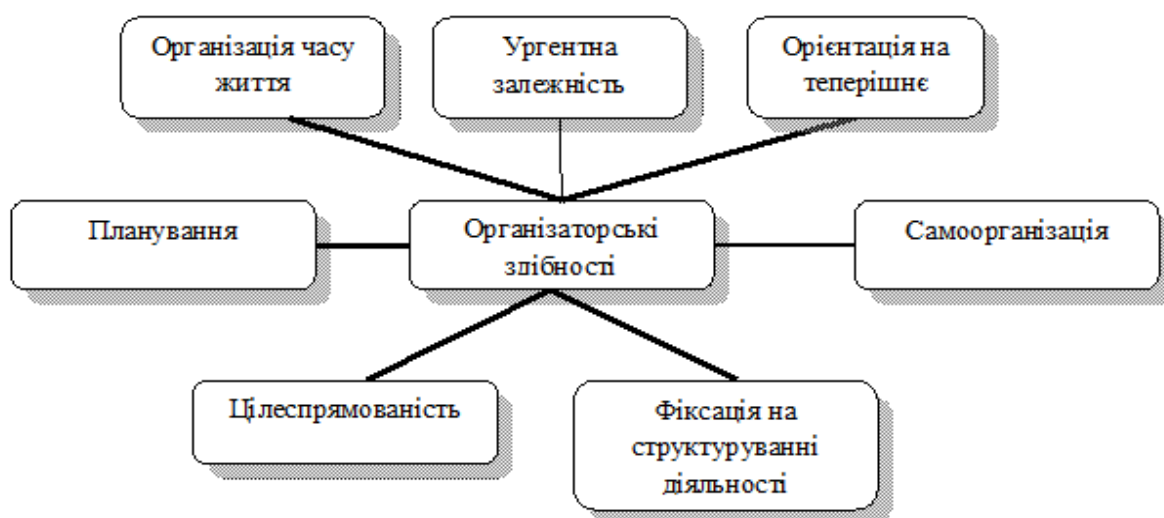 Організація часу
життя
Ургентна
залежність
Орієнтація на
теперішнє
Планування
Організаторські
здібності
Самоорганізація
Цілеспрямованість
Фіксація на
структуруванні
діяльності